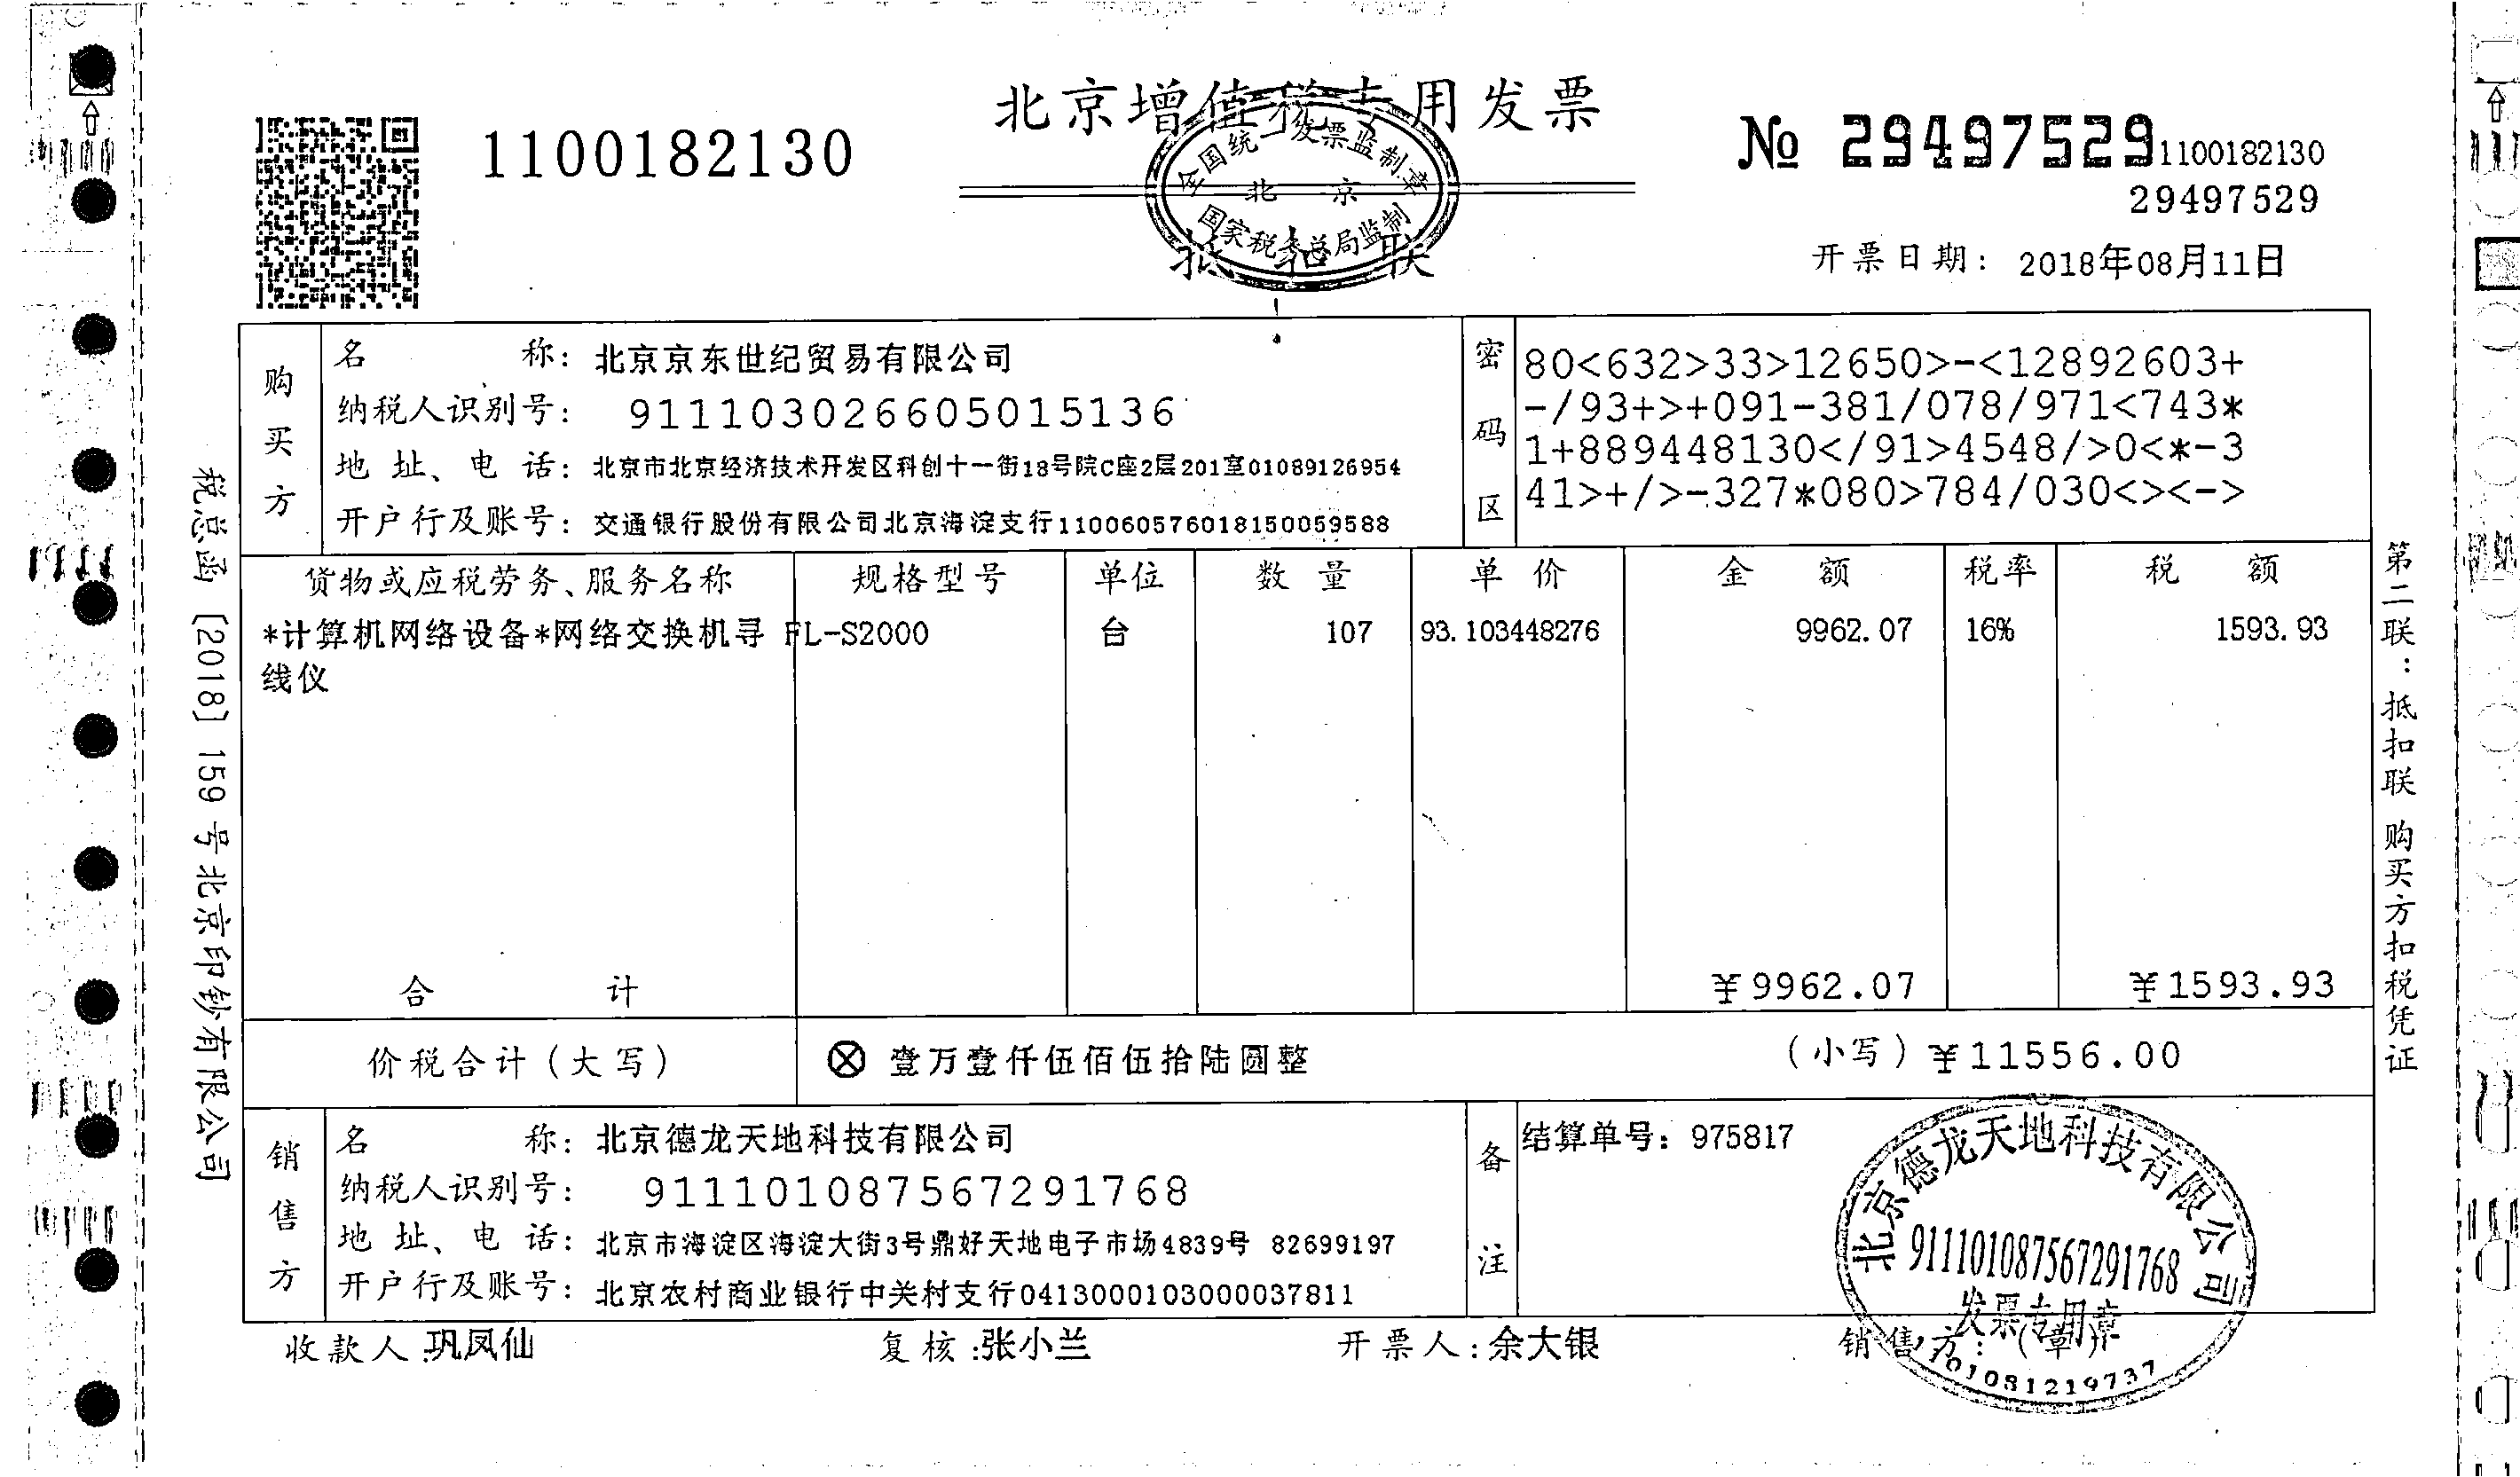 北京增值税专用发票
1100182130
№ 29497529
1100182130
29497529
全国统一发票监制章
北京
国家税务总局监制
抵扣联
开票日期： 2018年08月11日
购买方
名称： 北京京东世纪贸易有限公司
纳税人识别号： 911103026605015136
地址、电话： 北京市北京经济技术开发区科创十一街18号院C座2层201室01089126954
开户行及账号： 交通银行股份有限公司北京海淀支行110060576018150059588
密码区
80<632>33>12650>-<12892603+
-/93+>+091-381/078/971<743*
1+889448130</91>4548/>0<*-3
41>+/>-327*080>784/030<><->
货物或应税劳务、服务名称 规格型号 单位 数量 单价 金额 税率 税额
*计算机网络设备*网络交换机寻 FL-S2000 台 107 93.103448276 9962.07 16% 1593.93
线仪
合计 ￥9962.07 ￥1593.93
价税合计（大写） ⊗ 壹万壹仟伍佰伍拾陆圆整 （小写）￥11556.00
销售方
名称： 北京德龙天地科技有限公司
纳税人识别号： 911101087567291768
地址、电话： 北京市海淀区海淀大街3号鼎好天地电子市场4839号 82699197
开户行及账号： 北京农村商业银行中关村支行0413000103000037811
备注
结算单号：975817
北京德龙天地科技有限公司
911101087567291768
发票专用章
收款人：巩凤仙 复核：张小兰 开票人：余大银 销售方：（章）
税总函〔2018〕159号北京印钞有限公司
第二联：抵扣联 购买方扣税凭证